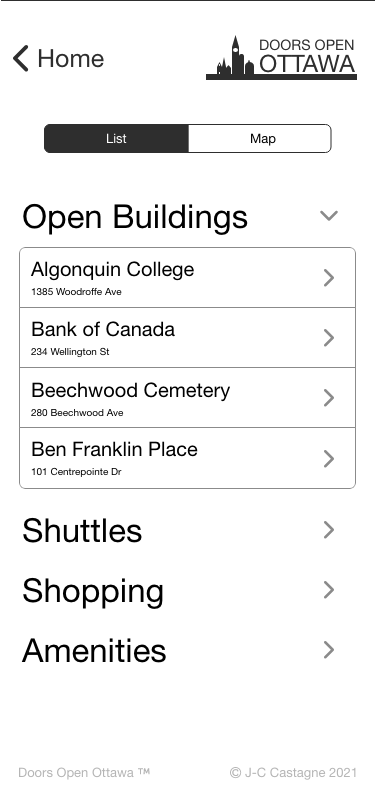 Home
DOORS OPEN
OTTAWA
List Map
Open Buildings
Algonquin College
1385 Woodroffe Ave
Bank of Canada
234 Wellington St
Beechwood Cemetery
280 Beechwood Ave
Ben Franklin Place
101 Centrepointe Dr
Shuttles
Shopping
Amenities
Doors Open Ottawa ™ © J-C Castagne 2021